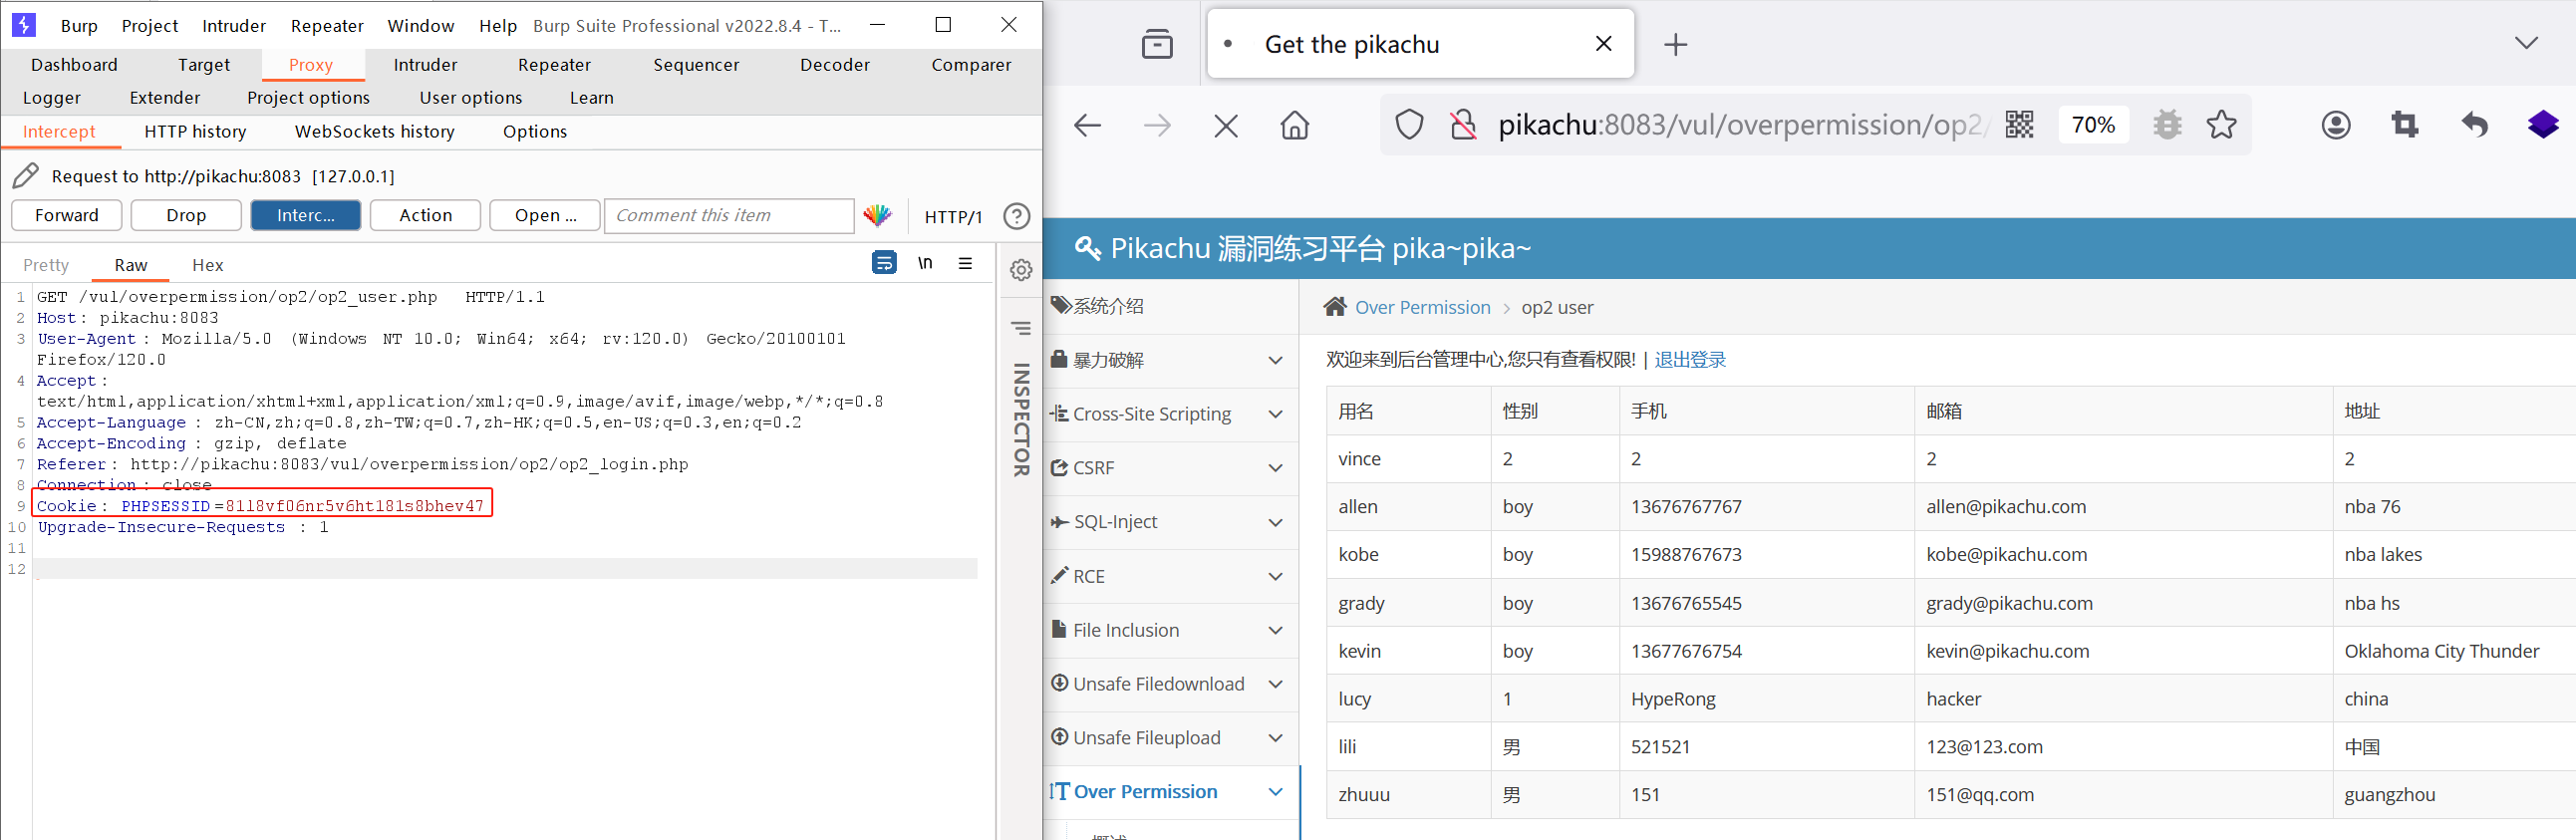 Burp Project Intruder Repeater Window Help Burp Suite Professional v2022.8.4 - T...
Dashboard Target Proxy Intruder Repeater Sequencer Decoder Comparer
Logger Extender Project options User options Learn
Intercept HTTP history WebSockets history Options
Request to http://pikachu:8083 [127.0.0.1]
Forward Drop Interc... Action Open ... Comment this item HTTP/1 ?
Pretty Raw Hex \n
1 GET /vul/overpermission/op2/op2_user.php HTTP/1.1
2 Host: pikachu:8083
3 User-Agent: Mozilla/5.0 (Windows NT 10.0; Win64; x64; rv:120.0) Gecko/20100101
Firefox/120.0
4 Accept:
text/html,application/xhtml+xml,application/xml;q=0.9,image/avif,image/webp,*/*;q=0.8
5 Accept-Language: zh-CN,zh;q=0.8,zh-TW;q=0.7,zh-HK;q=0.5,en-US;q=0.3,en;q=0.2
6 Accept-Encoding: gzip, deflate
7 Referer: http://pikachu:8083/vul/overpermission/op2/op2_login.php
8 Connection: close
9 Cookie: PHPSESSID=81l8vf06nr5v6ht181s8bhev47
10 Upgrade-Insecure-Requests: 1
11
12
INSPECTOR
Get the pikachu
pikachu:8083/vul/overpermission/op2/ 70%
Pikachu 漏洞练习平台 pika~pika~
系统介绍
暴力破解
Cross-Site Scripting
CSRF
SQL-Inject
RCE
File Inclusion
Unsafe Filedownload
Unsafe Fileupload
Over Permission
概述
Over Permission › op2 user
欢迎来到后台管理中心,您只有查看权限! | 退出登录
用名 性别 手机 邮箱 地址
vince 2 2 2 2
allen boy 13676767767 allen@pikachu.com nba 76
kobe boy 15988767673 kobe@pikachu.com nba lakes
grady boy 13676765545 grady@pikachu.com nba hs
kevin boy 13677676754 kevin@pikachu.com Oklahoma City Thunder
lucy 1 HypeRong hacker china
lili 男 521521 123@123.com 中国
zhuuu 男 151 151@qq.com guangzhou